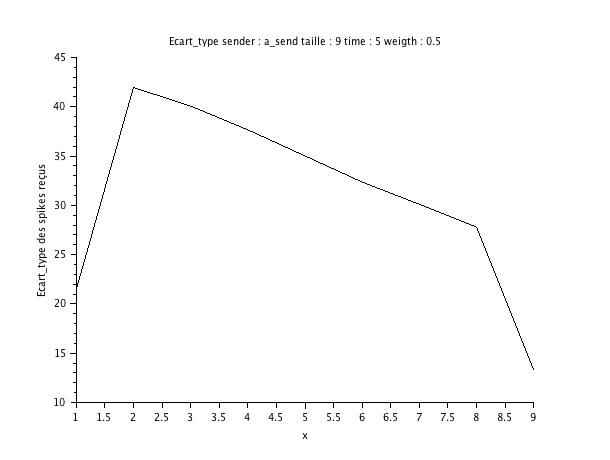 Ecart_type sender : a_send taille : 9 time : 5 weigth : 0.5
45
40
35
30
25
20
15
10
Ecart_type des spikes reçus
1 1.5 2 2.5 3 3.5 4 4.5 5 5.5 6 6.5 7 7.5 8 8.5 9
x